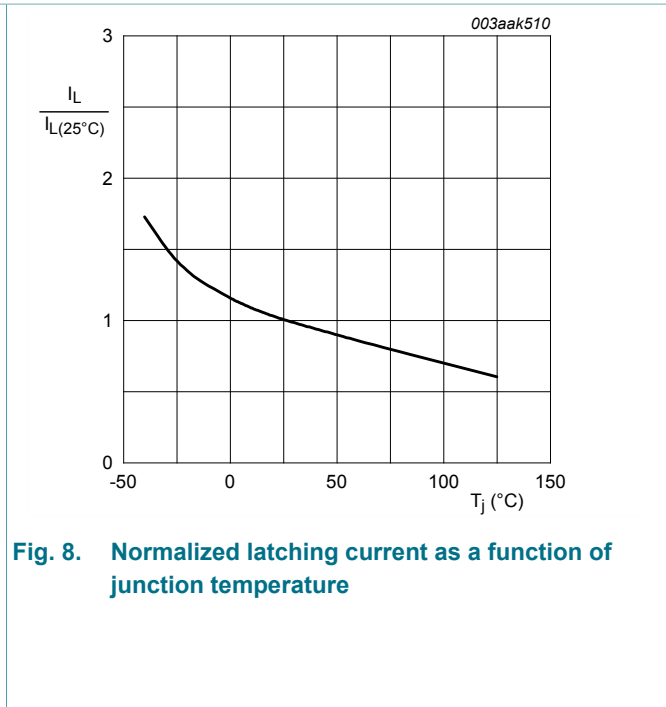 003aak510
3
I_L
I_L(25°C)
2
1
0
-50 0 50 100 150
T_j (°C)
Fig. 8. Normalized latching current as a function of
junction temperature